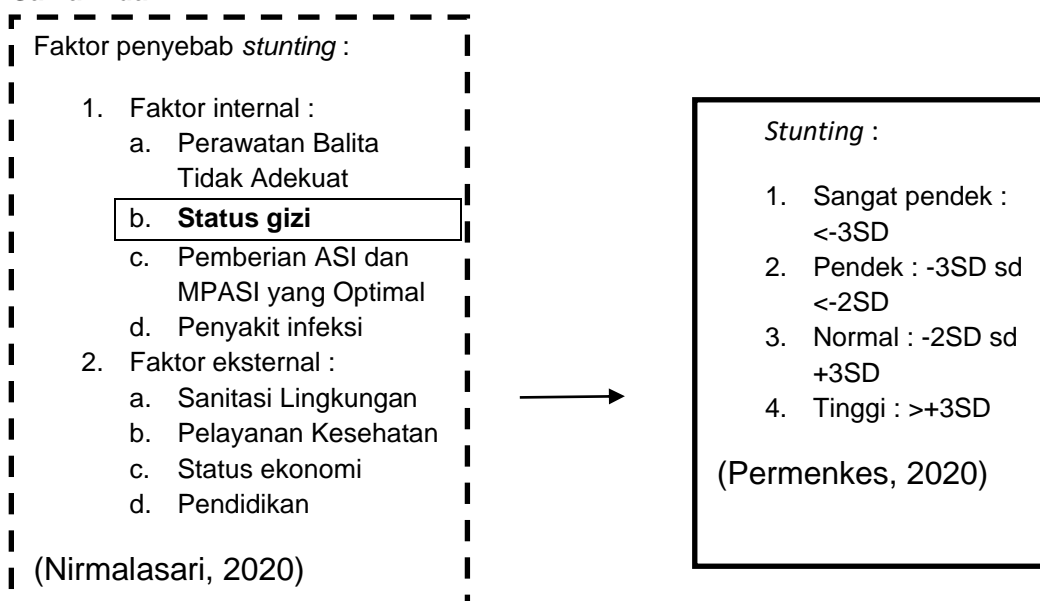 Faktor penyebab stunting :
1. Faktor internal :
a. Perawatan Balita
Tidak Adekuat
b. Status gizi
c. Pemberian ASI dan
MPASI yang Optimal
d. Penyakit infeksi
2. Faktor eksternal :
a. Sanitasi Lingkungan
b. Pelayanan Kesehatan
c. Status ekonomi
d. Pendidikan
(Nirmalasari, 2020)
Stunting :
1. Sangat pendek :
<-3SD
2. Pendek : -3SD sd
<-2SD
3. Normal : -2SD sd
+3SD
4. Tinggi : >+3SD
(Permenkes, 2020)